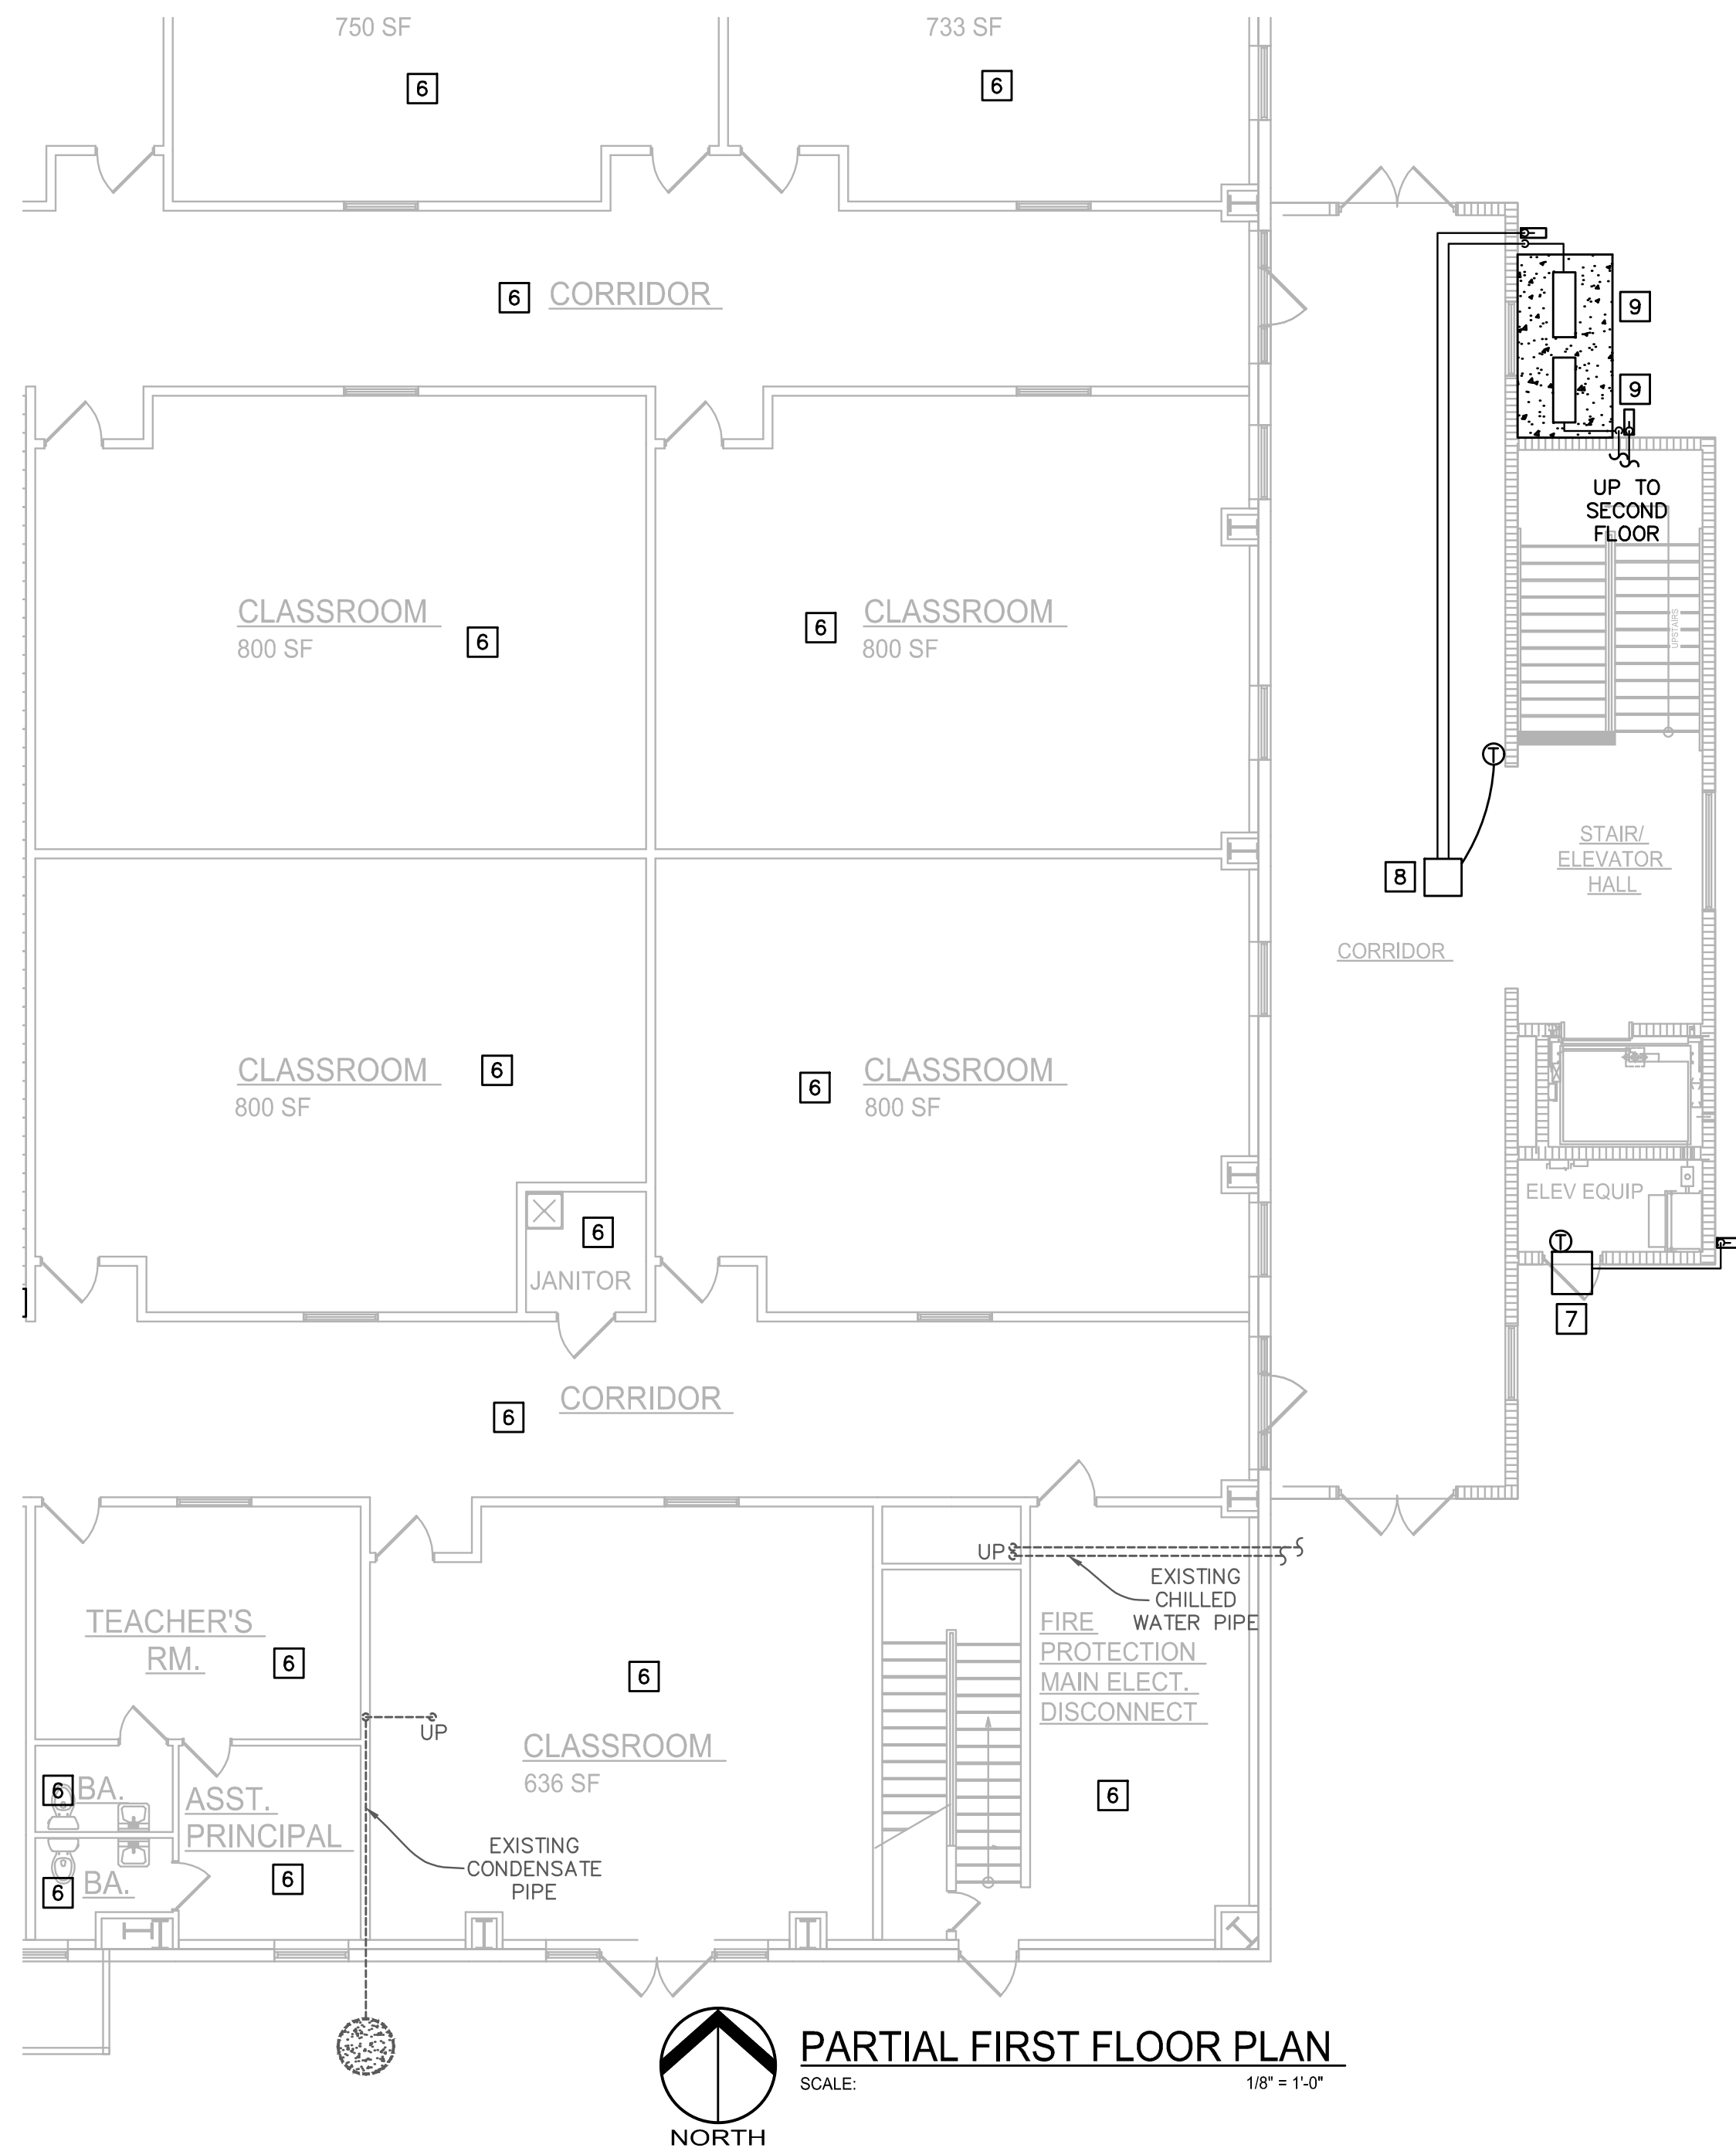 750 SF
733 SF
6
6
6
CORRIDOR
9
9
UP TO
SECOND
FLOOR
UPSTAIRS
CLASSROOM
800 SF
6
6
CLASSROOM
800 SF
T
STAIR/
ELEVATOR
HALL
8
CORRIDOR
CLASSROOM
800 SF
6
6
CLASSROOM
800 SF
ELEV EQUIP
T
7
6
JANITOR
6
CORRIDOR
UP
EXISTING
CHILLED
WATER PIPE
TEACHER'S
RM.
6
6
FIRE
PROTECTION
MAIN ELECT.
DISCONNECT
UP
CLASSROOM
636 SF
6
BA.
ASST.
PRINCIPAL
6
6
BA.
6
EXISTING
CONDENSATE
PIPE
PARTIAL FIRST FLOOR PLAN
SCALE: 1/8" = 1'-0"
NORTH